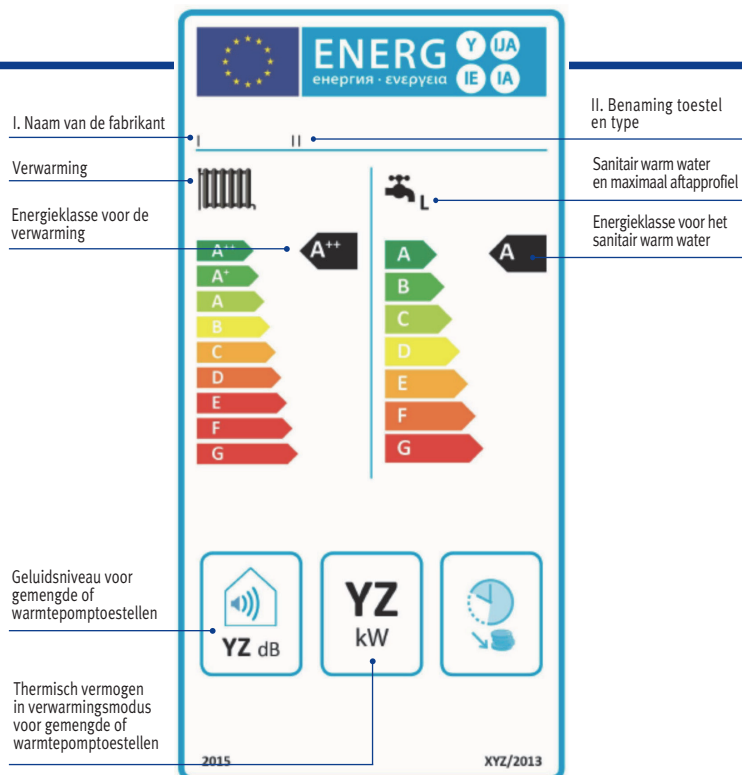 ENERG Y IJA
енергия · ενεργεια IE IA
I. Naam van de fabrikant
II. Benaming toestel
en type
I II
Verwarming
Sanitair warm water
en maximaal aftapprofiel
L
Energieklasse voor de
verwarming
Energieklasse voor het
sanitair warm water
A++
A
A++
A+
A
B
C
D
E
F
G
A
B
C
D
E
F
G
Geluidsniveau voor
gemengde of
warmtepomptoestellen
YZ dB
YZ
kW
Thermisch vermogen
in verwarmingsmodus
voor gemengde of
warmtepomptoestellen
2015 XYZ/2013